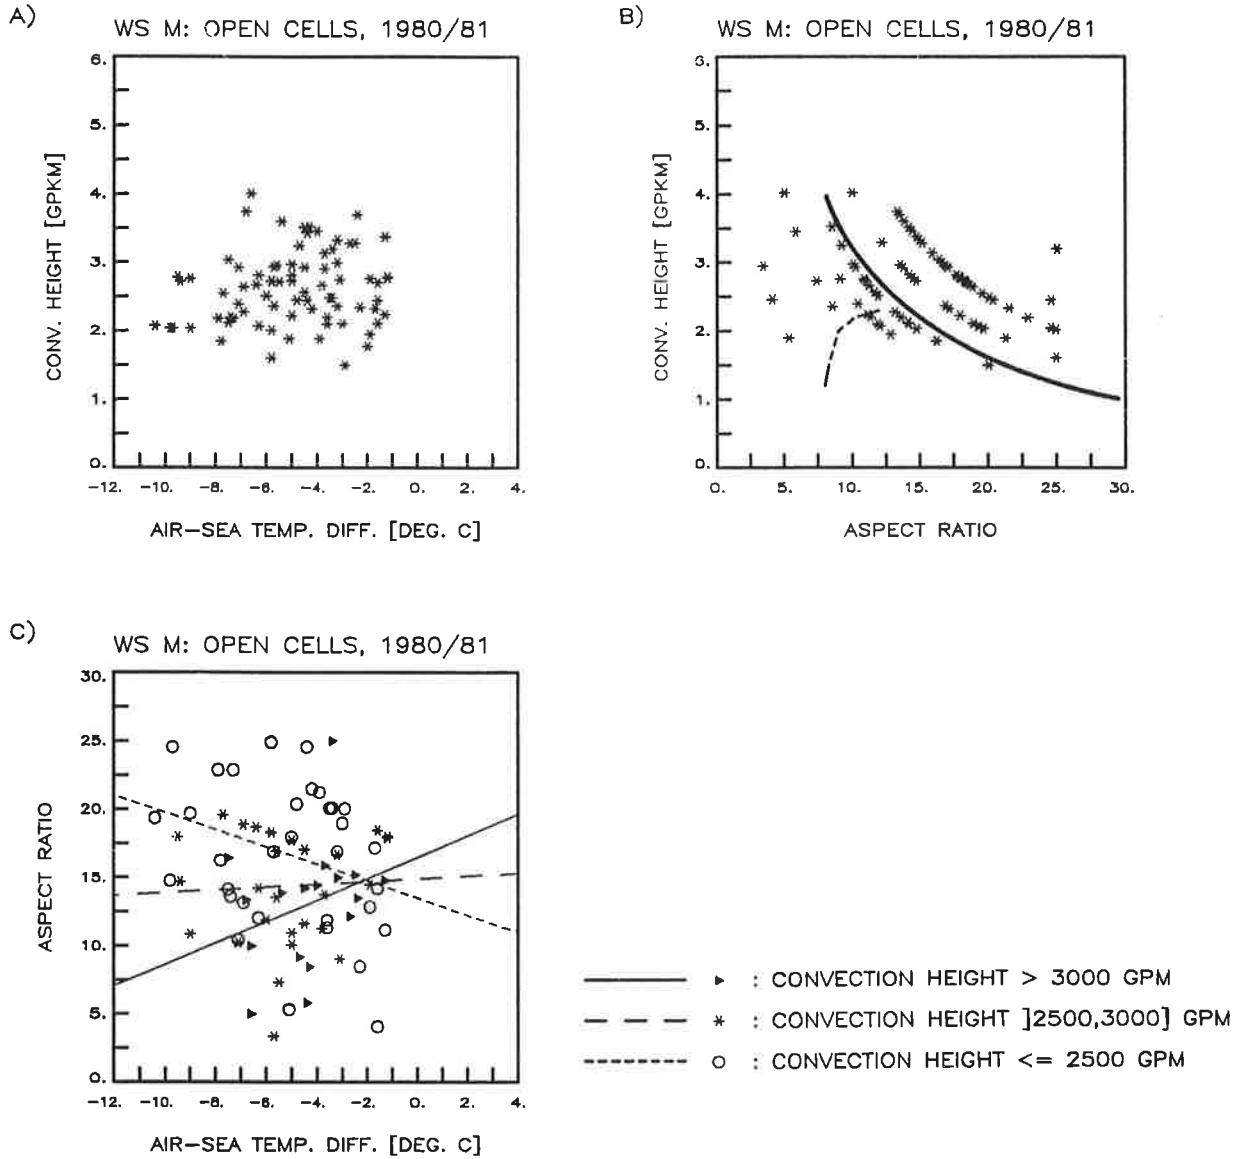 A)
WS M: OPEN CELLS, 1980/81
6.
5.
4.
3.
2.
1.
0.
CONV. HEIGHT [GPKM]
-12. -10. -8. -6. -4. -2. 0. 2. 4.
AIR-SEA TEMP. DIFF. [DEG. C]
B)
WS M: OPEN CELLS, 1980/81
6.
5.
4.
3.
2.
1.
0.
CONV. HEIGHT [GPKM]
0. 5. 10. 15. 20. 25. 30.
ASPECT RATIO
C)
WS M: OPEN CELLS, 1980/81
30.
25.
20.
15.
10.
5.
0.
ASPECT RATIO
-12. -10. -8. -6. -4. -2. 0. 2. 4.
AIR-SEA TEMP. DIFF. [DEG. C]
: CONVECTION HEIGHT > 3000 GPM
: CONVECTION HEIGHT ]2500,3000] GPM
: CONVECTION HEIGHT <= 2500 GPM